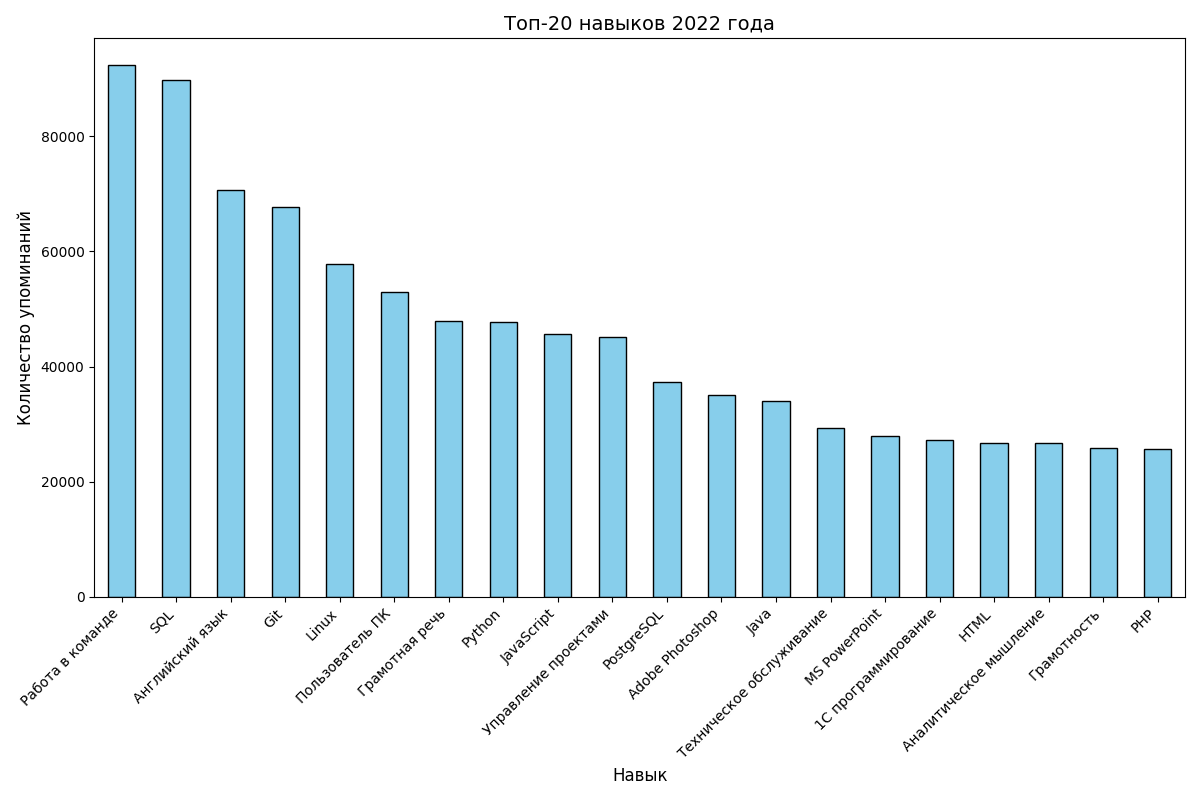 Топ-20 навыков 2022 года
Количество упоминаний
80000
60000
40000
20000
0
Работа в команде
SQL
Английский язык
Git
Linux
Пользователь ПК
Грамотная речь
Python
JavaScript
Управление проектами
PostgreSQL
Adobe Photoshop
Java
Техническое обслуживание
MS PowerPoint
1С программирование
HTML
Аналитическое мышление
Грамотность
PHP
Навык